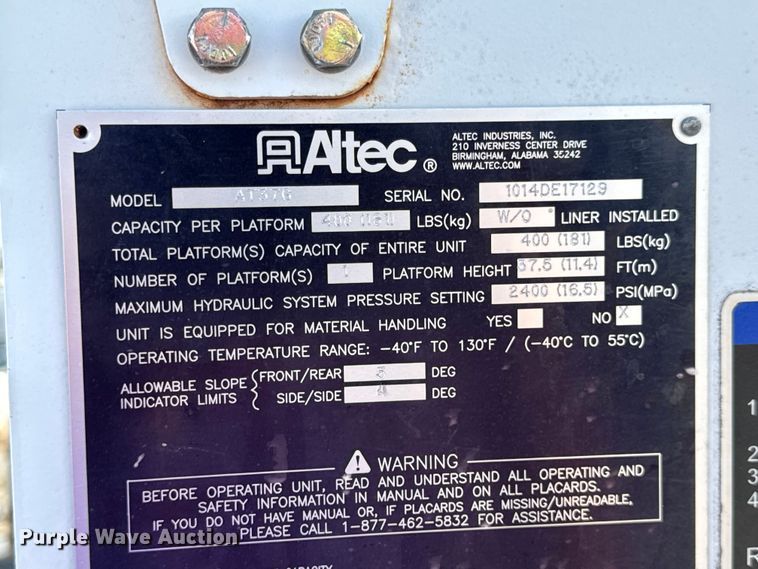 Altec®
ALTEC INDUSTRIES, INC.
210 INVERNESS CENTER DRIVE
BIRMINGHAM, ALABAMA 35242
WWW.ALTEC.COM
MODEL AT37G SERIAL NO. 1014DE17129
CAPACITY PER PLATFORM 400 (181) LBS(kg) W/O LINER INSTALLED
TOTAL PLATFORM(S) CAPACITY OF ENTIRE UNIT 400 (181) LBS(kg)
NUMBER OF PLATFORM(S) 1 PLATFORM HEIGHT 37.5 (11.4) FT(m)
MAXIMUM HYDRAULIC SYSTEM PRESSURE SETTING 2400 (16.5) PSI(MPa)
UNIT IS EQUIPPED FOR MATERIAL HANDLING YES NO X
OPERATING TEMPERATURE RANGE: -40°F TO 130°F / (-40°C TO 55°C)
ALLOWABLE SLOPE INDICATOR LIMITS
FRONT/REAR DEG
SIDE/SIDE DEG
WARNING
BEFORE OPERATING UNIT, READ AND UNDERSTAND ALL OPERATING AND
SAFETY INFORMATION IN MANUAL AND ON ALL PLACARDS.
IF YOU DO NOT HAVE MANUAL OR, IF PLACARDS ARE MISSING/UNREADABLE,
PLEASE CALL 1-877-462-5832 FOR ASSISTANCE.
CAPACITY
1
2
3
4
R
Purple Wave Auction